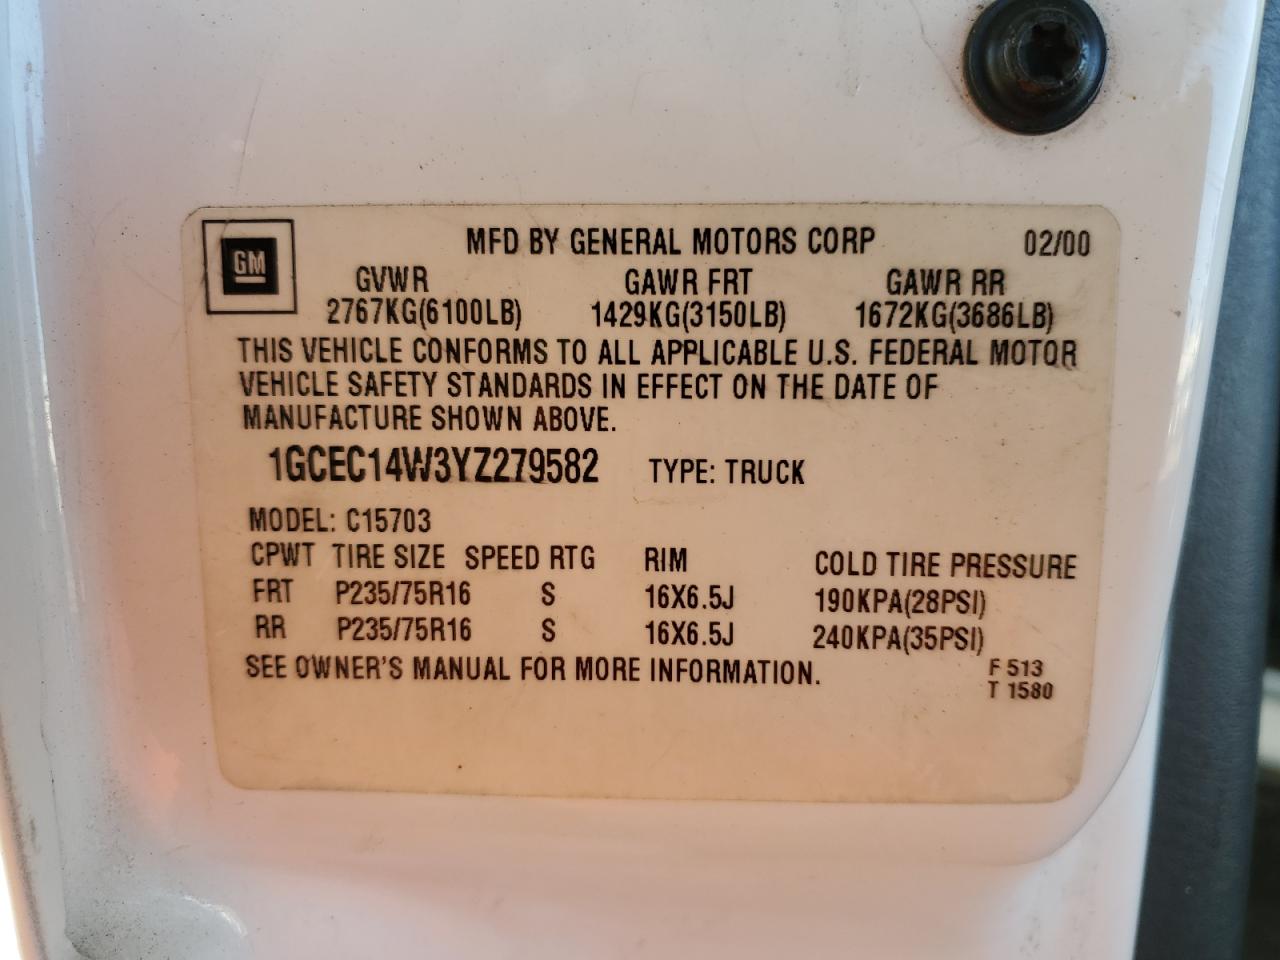 GM MFD BY GENERAL MOTORS CORP 02/00
GVWR GAWR FRT GAWR RR
2767KG(6100LB) 1429KG(3150LB) 1672KG(3686LB)
THIS VEHICLE CONFORMS TO ALL APPLICABLE U.S. FEDERAL MOTOR
VEHICLE SAFETY STANDARDS IN EFFECT ON THE DATE OF
MANUFACTURE SHOWN ABOVE.
1GCEC14W3YZ279582 TYPE: TRUCK
MODEL: C15703
CPWT TIRE SIZE SPEED RTG RIM COLD TIRE PRESSURE
FRT P235/75R16 S 16X6.5J 190KPA(28PSI)
RR P235/75R16 S 16X6.5J 240KPA(35PSI)
SEE OWNER'S MANUAL FOR MORE INFORMATION. F 513
T 1580